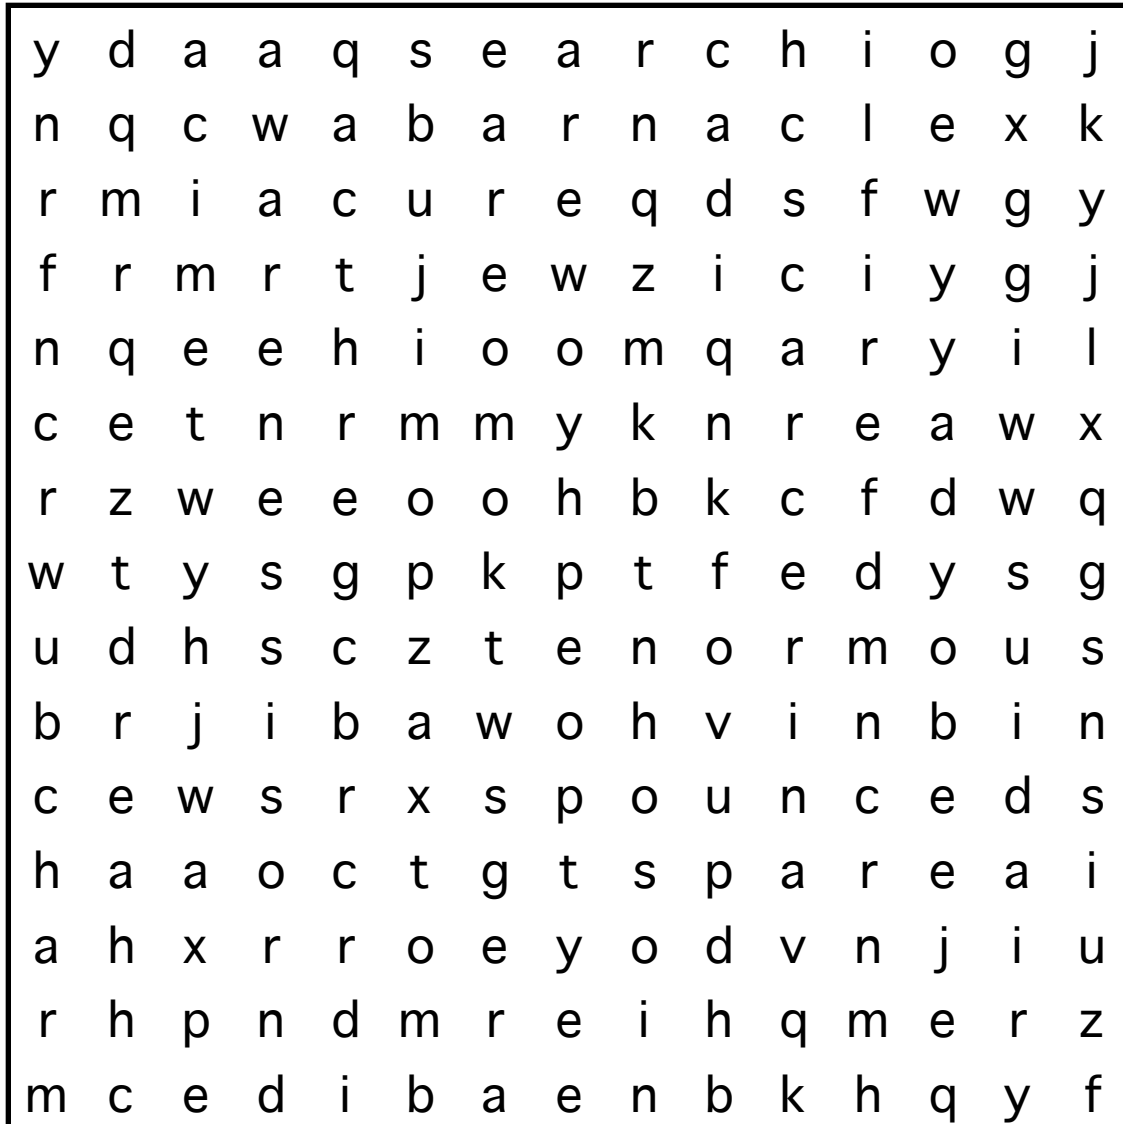 y d a a q s e a r c h i o g j
n q c w a b a r n a c l e x k
r m i a c u r e q d s f w g y
f r m r t j e w z i c i y g j
n q e e h i o o m q a r y i l
c e t n r m m y k n r e a w x
r z w e e o o h b k c f d w q
w t y s g p k p t f e d y s g
u d h s c z t e n o r m o u s
b r j i b a w o h v i n b i n
c e w s r x s p o u n c e d s
h a a o c t g t s p a r e a i
a h x r r o e y o d v n j i u
r h p n d m r e i h q m e r z
m c e d i b a e n b k h q y f